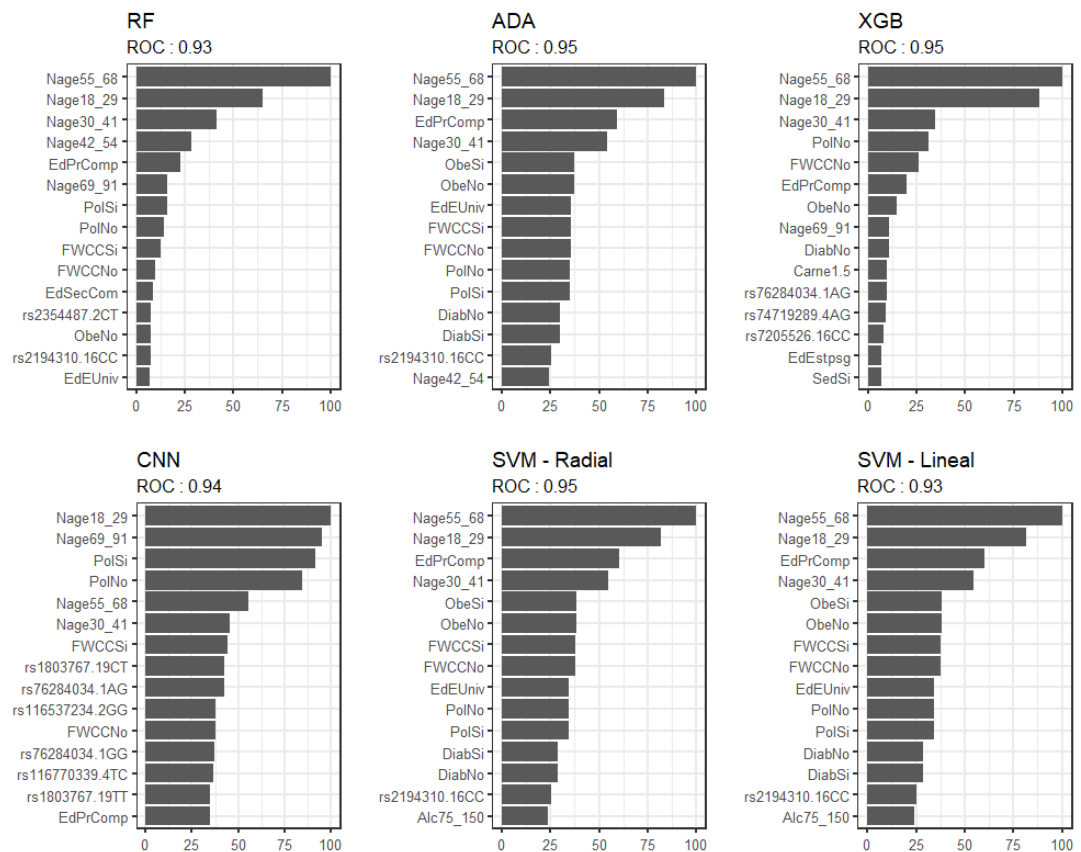 RF
ROC : 0.93
Nage55_68
Nage18_29
Nage30_41
Nage42_54
EdPrComp
Nage69_91
PolSi
PolNo
FWCCSi
FWCCNo
EdSecCom
rs2354487.2CT
ObeNo
rs2194310.16CC
EdEUniv
0 25 50 75 100
ADA
ROC : 0.95
Nage55_68
Nage18_29
EdPrComp
Nage30_41
ObeSi
ObeNo
EdEUniv
FWCCSi
FWCCNo
PolNo
PolSi
DiabNo
DiabSi
rs2194310.16CC
Nage42_54
0 25 50 75 100
XGB
ROC : 0.95
Nage55_68
Nage18_29
Nage30_41
PolNo
FWCCNo
EdPrComp
ObeNo
Nage69_91
DiabNo
Carne1.5
rs76284034.1AG
rs74719289.4AG
rs7205526.16CC
EdEstpsg
SedSi
0 25 50 75 100
CNN
ROC : 0.94
Nage18_29
Nage69_91
PolSi
PolNo
Nage55_68
Nage30_41
FWCCSi
rs1803767.19CT
rs76284034.1AG
rs116537234.2GG
FWCCNo
rs76284034.1GG
rs116770339.4TC
rs1803767.19TT
EdPrComp
0 25 50 75 100
SVM - Radial
ROC : 0.95
Nage55_68
Nage18_29
EdPrComp
Nage30_41
ObeSi
ObeNo
FWCCSi
FWCCNo
EdEUniv
PolNo
PolSi
DiabSi
DiabNo
rs2194310.16CC
Alc75_150
0 25 50 75 100
SVM - Lineal
ROC : 0.93
Nage55_68
Nage18_29
EdPrComp
Nage30_41
ObeSi
ObeNo
FWCCSi
FWCCNo
EdEUniv
PolNo
PolSi
DiabNo
DiabSi
rs2194310.16CC
Alc75_150
0 25 50 75 100